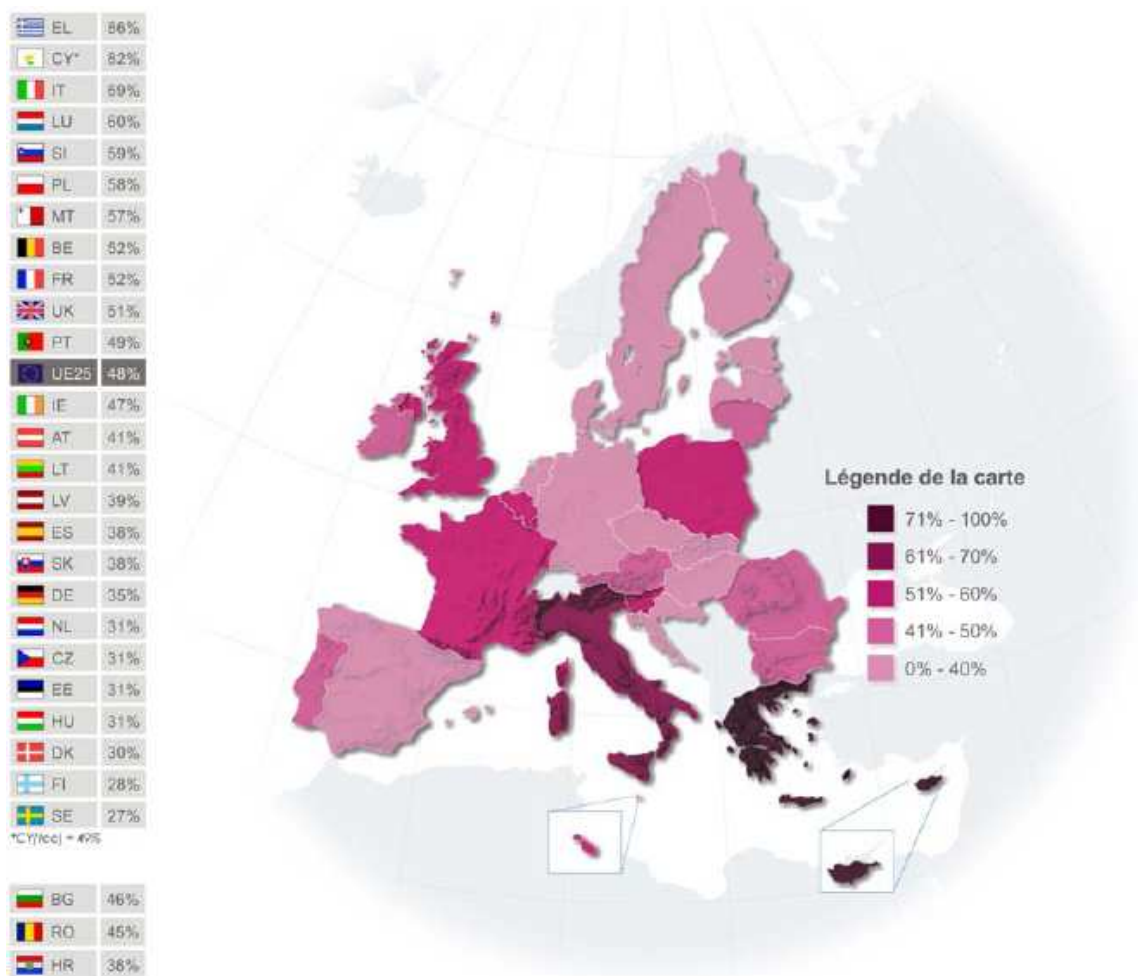 EL 86%
CY* 82%
IT 69%
LU 60%
SI 59%
PL 58%
MT 57%
BE 52%
FR 52%
UK 51%
PT 49%
UE25 48%
IE 47%
AT 41%
LT 41%
LV 39%
ES 38%
SK 38%
DE 35%
NL 31%
CZ 31%
EE 31%
HU 31%
DK 30%
FI 28%
SE 27%
BG 46%
RO 45%
HR 38%
Légende de la carte
71% - 100%
61% - 70%
51% - 60%
41% - 50%
0% - 40%